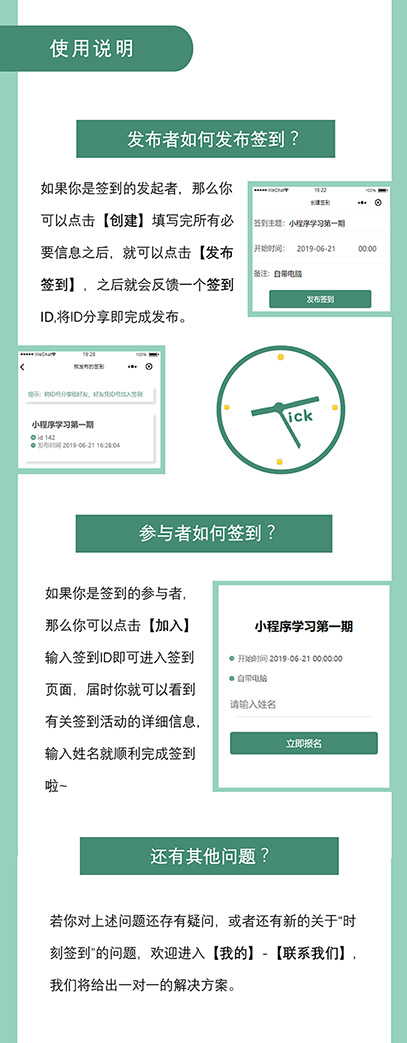 使用说明
发布者如何发布签到？
如果你是签到的发起者，那么你
可以点击【创建】填写完所有必
要信息之后，就可以点击【发布
签到】，之后就会反馈一个签到
ID,将ID分享即完成发布。
WeChat 16:22 100%
创建签到
签到主题：小程序学习第一期
开始时间： 2019-06-21 00:00
备注：自带电脑
发布签到
WeChat 16:28 100%
我发布的签到
提示：将ID号分享给好友，好友凭ID号加入签到
小程序学习第一期
id 142
发布时间 2019-06-21 16:28:04
ick
参与者如何签到？
如果你是签到的参与者，
那么你可以点击【加入】
输入签到ID即可进入签到
页面，届时你就可以看到
有关签到活动的详细信息，
输入姓名就顺利完成签到
啦~
小程序学习第一期
开始时间 2019-06-21 00:00:00
自带电脑
请输入姓名
立即报名
还有其他问题？
若你对上述问题还存有疑问，或者还有新的关于“时
刻签到”的问题，欢迎进入【我的】-【联系我们】，
我们将给出一对一的解决方案。